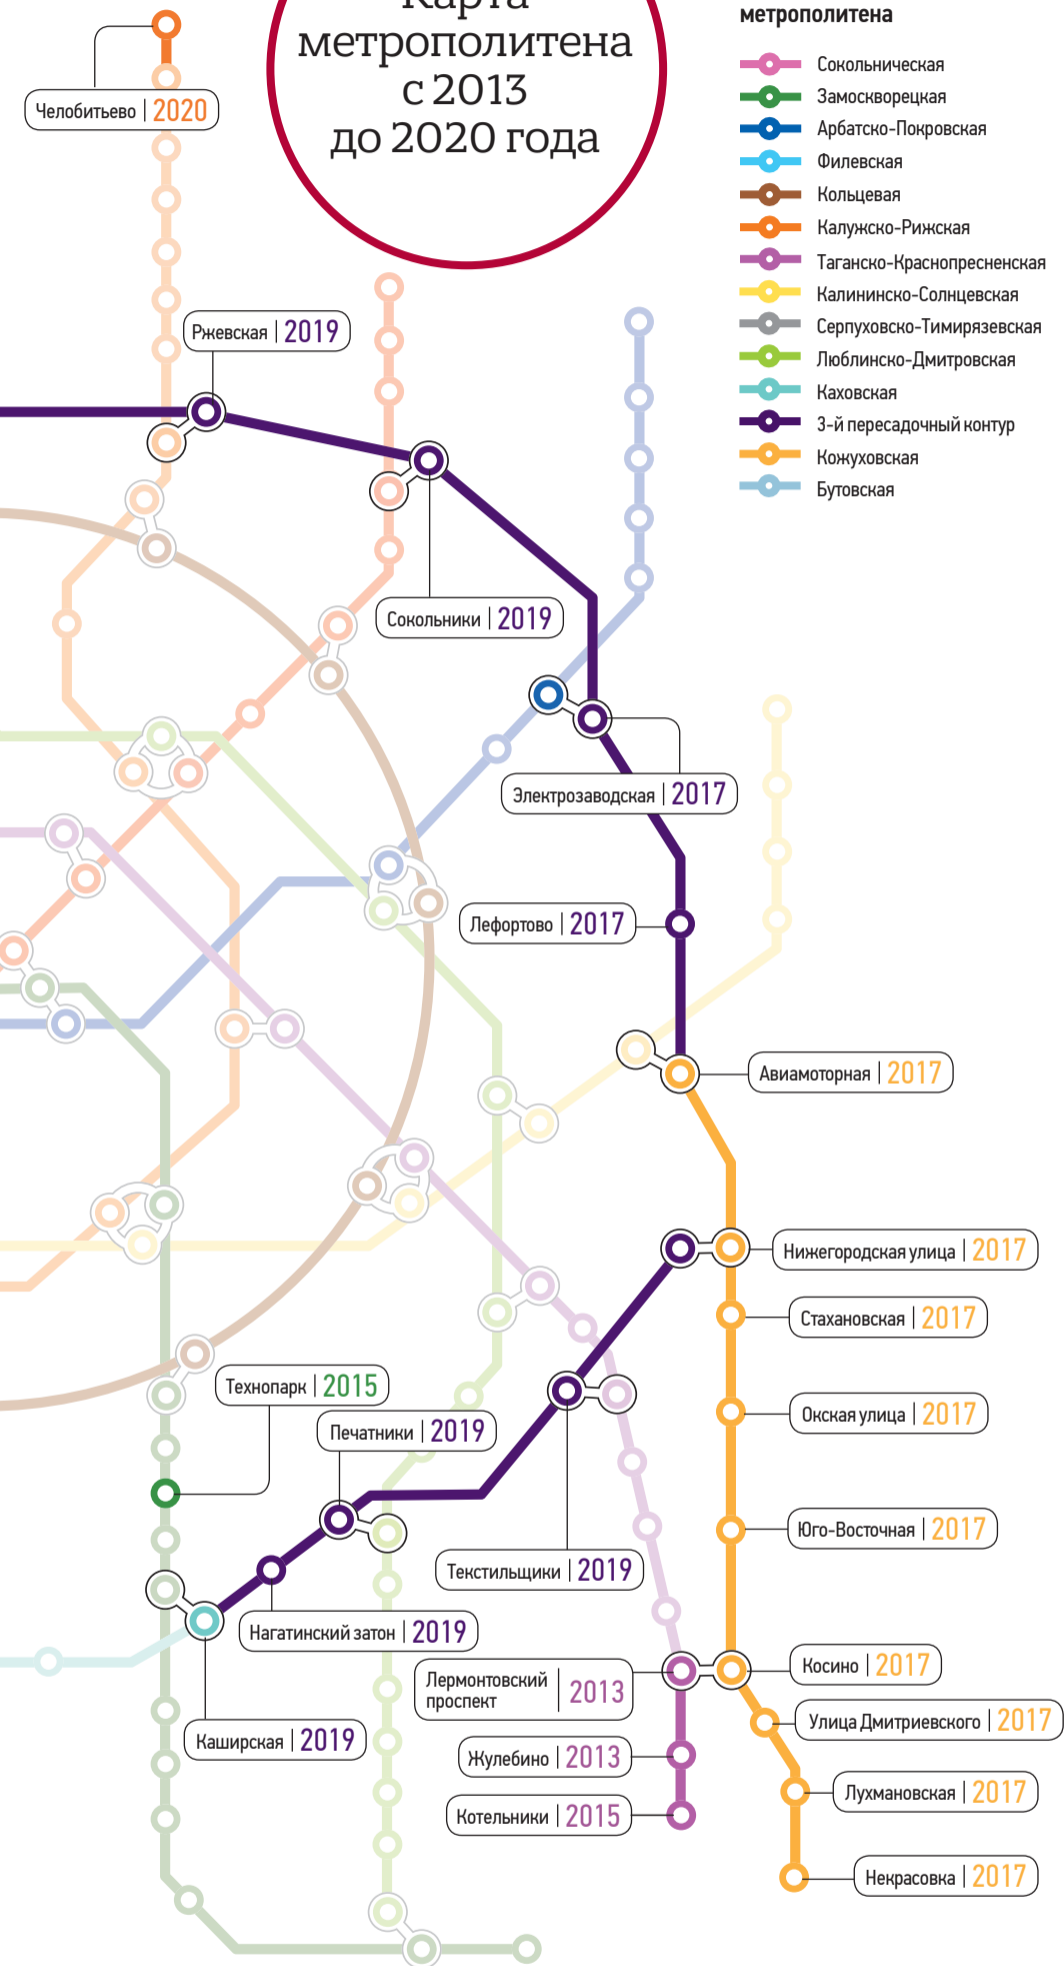 Карта
метрополитена
с 2013
до 2020 года
метрополитена
Сокольническая
Замоскворецкая
Арбатско-Покровская
Филевская
Кольцевая
Калужско-Рижская
Таганско-Краснопресненская
Калининско-Солнцевская
Серпуховско-Тимирязевская
Люблинско-Дмитровская
Каховская
3-й пересадочный контур
Кожуховская
Бутовская
Челобитьево | 2020
Ржевская | 2019
Сокольники | 2019
Электрозаводская | 2017
Лефортово | 2017
Авиамоторная | 2017
Нижегородская улица | 2017
Стахановская | 2017
Технопарк | 2015
Окская улица | 2017
Печатники | 2019
Юго-Восточная | 2017
Текстильщики | 2019
Нагатинский затон | 2019
Косино | 2017
Лермонтовский
проспект | 2013
Улица Дмитриевского | 2017
Каширская | 2019
Жулебино | 2013
Лухмановская | 2017
Котельники | 2015
Некрасовка | 2017